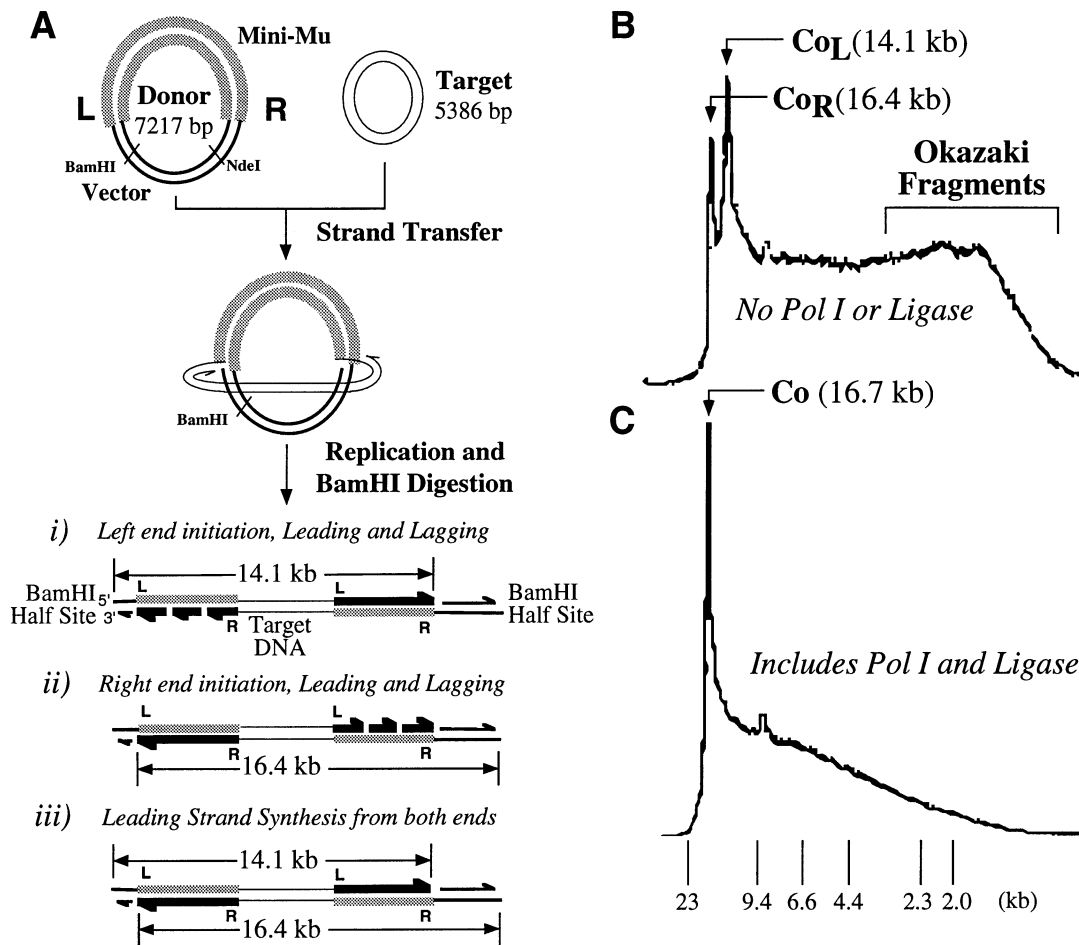 A
Mini-Mu
L
Donor
7217 bp
R
Target
5386 bp
BamHI
NdeI
Vector
Strand Transfer
BamHI
Replication and
BamHI Digestion
i) Left end initiation, Leading and Lagging
14.1 kb
L
L
BamHI 5'
Half Site 3'
BamHI
Half Site
R
Target
DNA
R
ii) Right end initiation, Leading and Lagging
L
L
R
R
16.4 kb
iii) Leading Strand Synthesis from both ends
14.1 kb
L
L
R
R
16.4 kb
B
CoL(14.1 kb)
CoR(16.4 kb)
Okazaki
Fragments
No Pol I or Ligase
C
Co (16.7 kb)
Includes Pol I and Ligase
23 9.4 6.6 4.4 2.3 2.0 (kb)